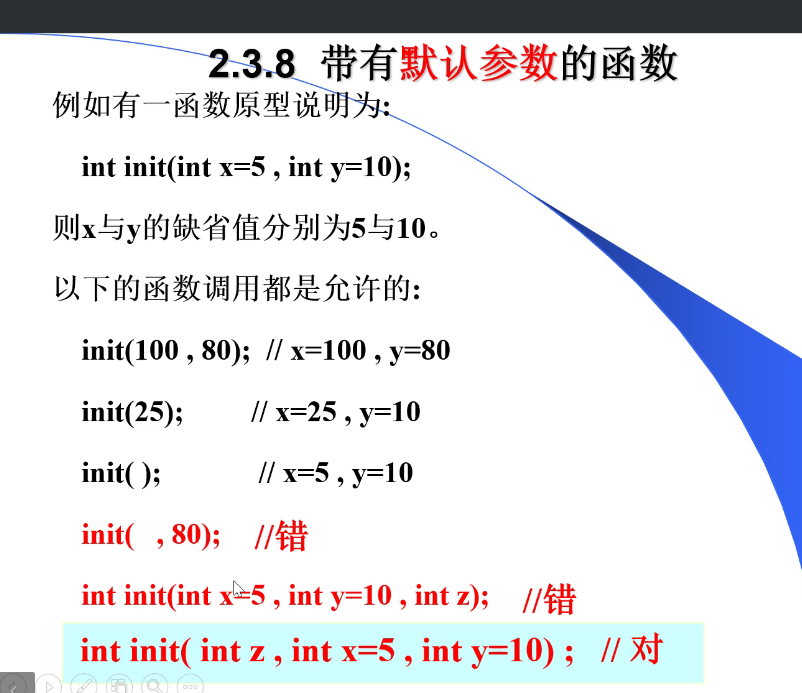 2.3.8 带有默认参数的函数
例如有一函数原型说明为:
int init(int x=5 , int y=10);
则x与y的缺省值分别为5与10。
以下的函数调用都是允许的:
init(100 , 80); // x=100 , y=80
init(25); // x=25 , y=10
init( ); // x=5 , y=10
init( , 80); //错
int init(int x=5 , int y=10 , int z); //错
int init( int z , int x=5 , int y=10) ; // 对